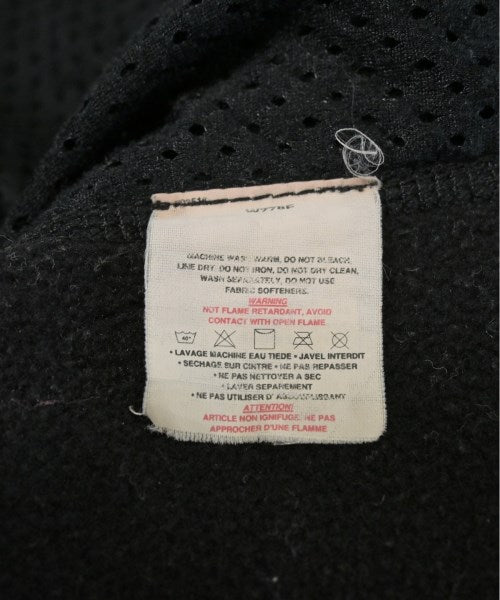 MACHINE WASH WARM, DO NOT BLEACH,
LINE DRY, DO NOT IRON, DO NOT DRY CLEAN,
WASH SEPARATELY, DO NOT USE
FABRIC SOFTENERS.
WARNING
NOT FLAME RETARDANT, AVOID
CONTACT WITH OPEN FLAME
40°
• LAVAGE MACHINE EAU TIEDE • JAVEL INTERDIT
• SECHAGE SUR CINTRE • NE PAS REPASSER
• NE PAS NETTOYER A SEC
• LAVER SEPAREMENT
• NE PAS UTILISER D'ASSOUPLISSANT
ATTENTION!
ARTICLE NON IGNIFUGE. NE PAS
APPROCHER D'UNE FLAMME